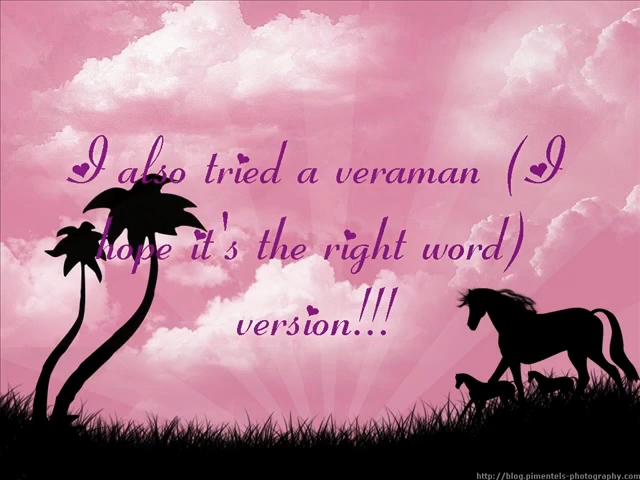 I also tried a veraman (I
hope it's the right word)
version!!!
http://blog.pimentels-photography.com